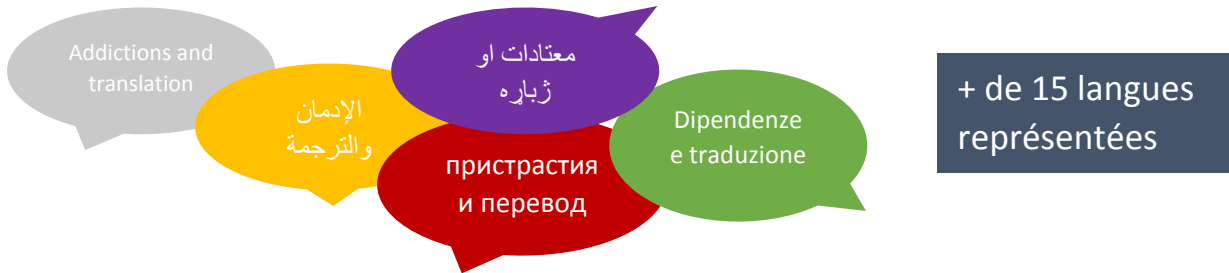 Addictions and
translation
الإدمان
والترجمة
معتادات او
ژباړه
пристрастия
и перевод
Dipendenze
e traduzione
+ de 15 langues
représentées